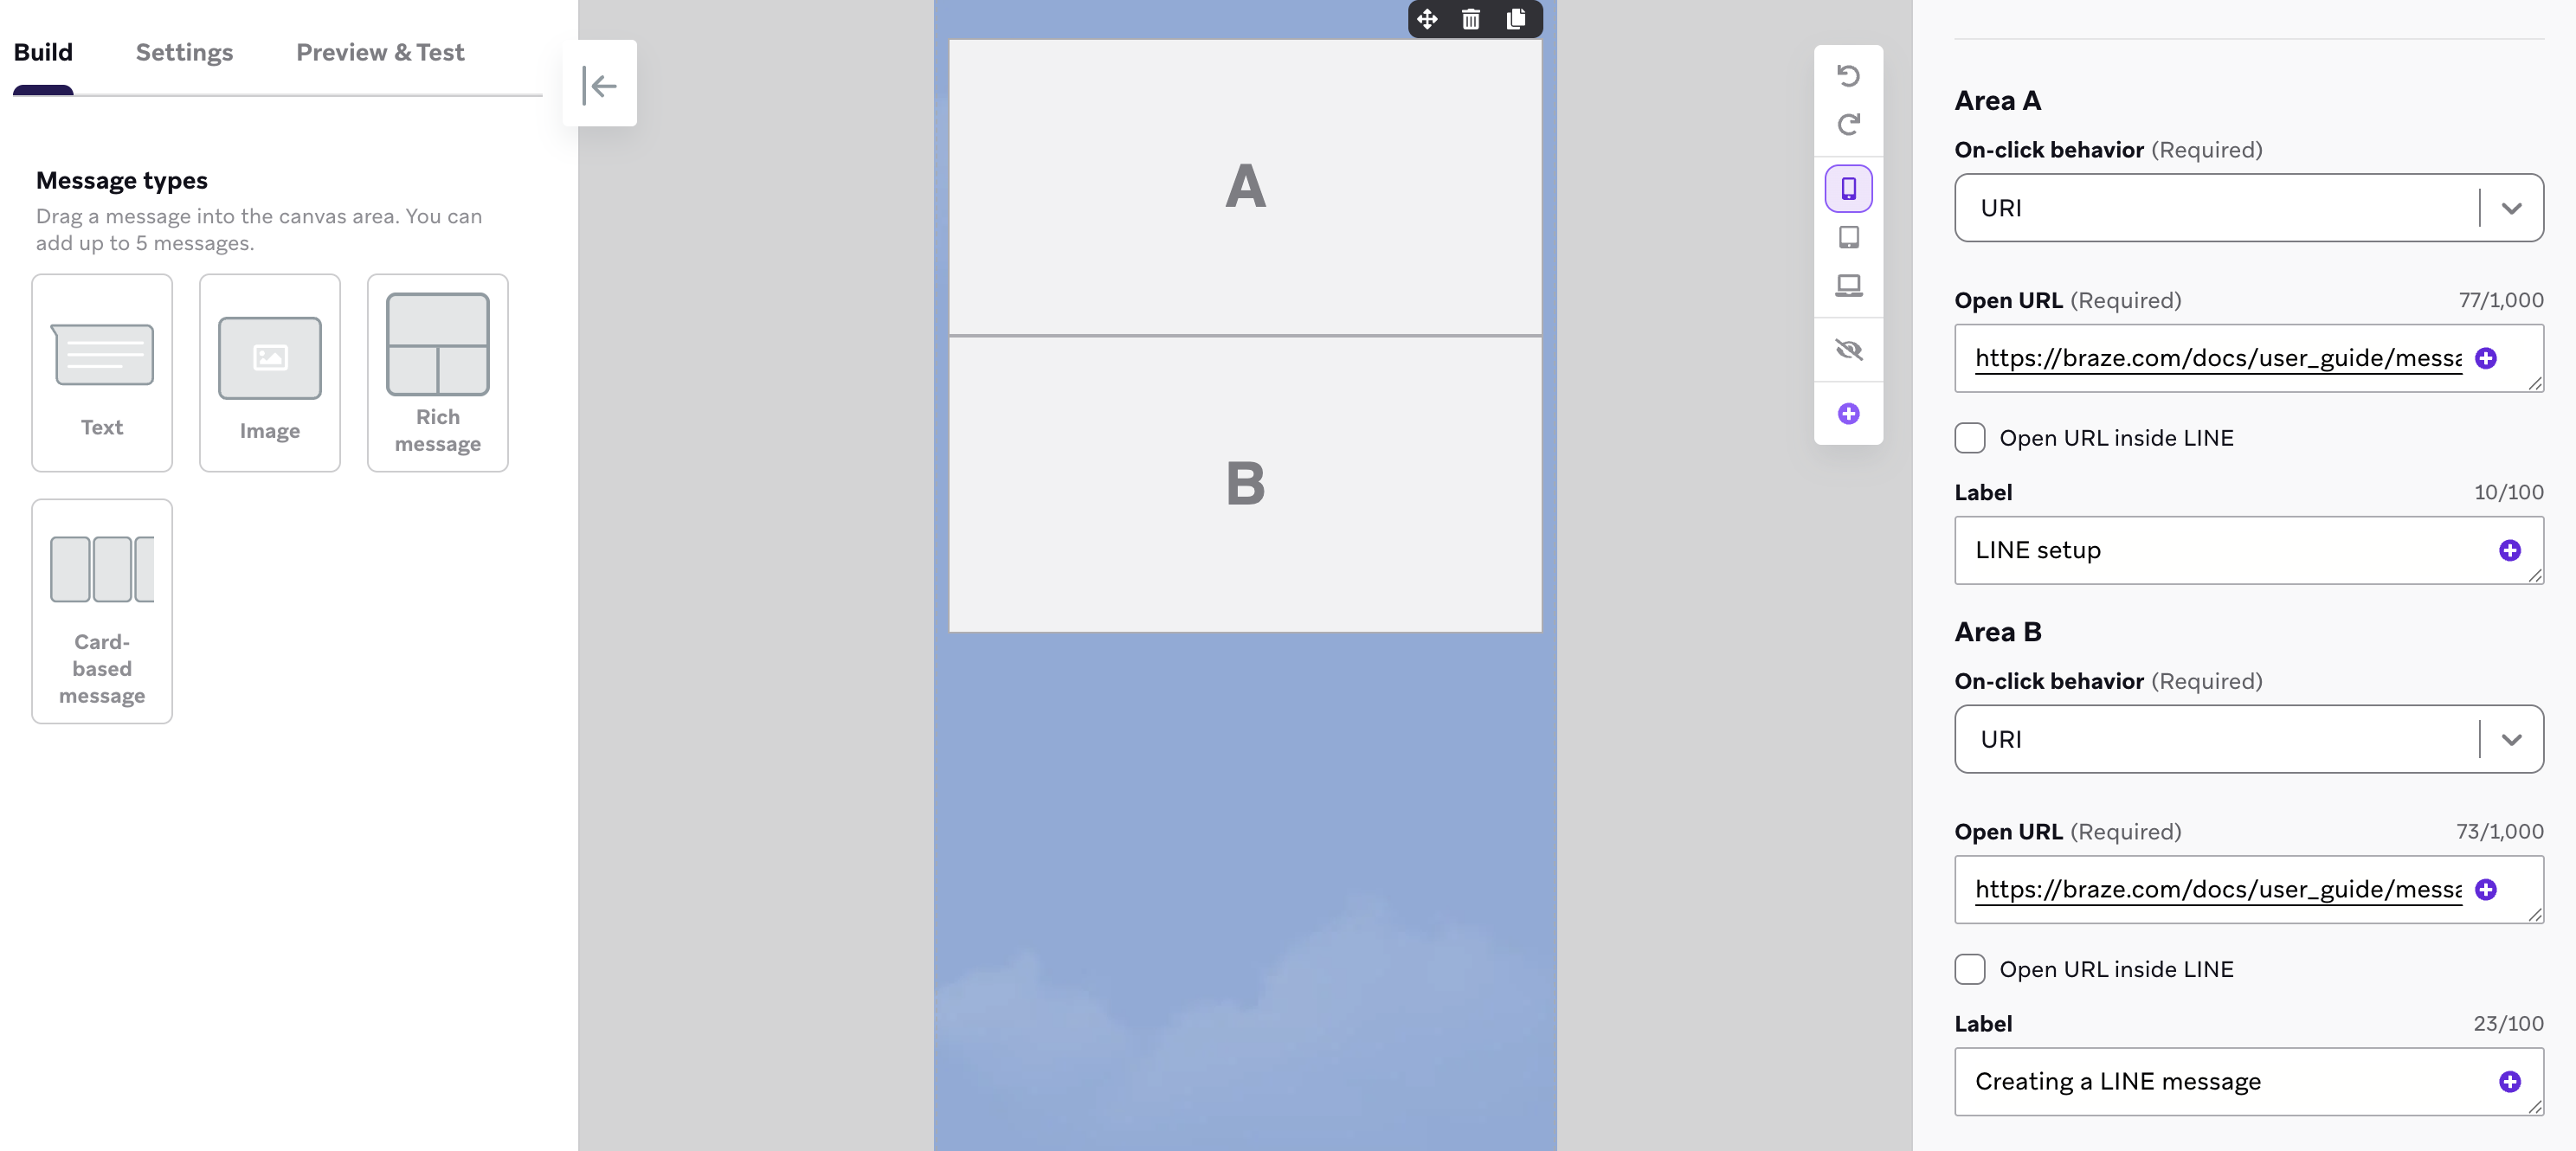 Build
Settings
Preview & Test
Message types
Drag a message into the canvas area. You can
add up to 5 messages.
Text
Image
Rich
message
Card-
based
message
A
B
Area A
On-click behavior (Required)
URI
Open URL (Required)
77/1,000
https://braze.com/docs/user_guide/messa
Open URL inside LINE
Label
10/100
LINE setup
Area B
On-click behavior (Required)
URI
Open URL (Required)
73/1,000
https://braze.com/docs/user_guide/messa
Open URL inside LINE
Label
23/100
Creating a LINE message